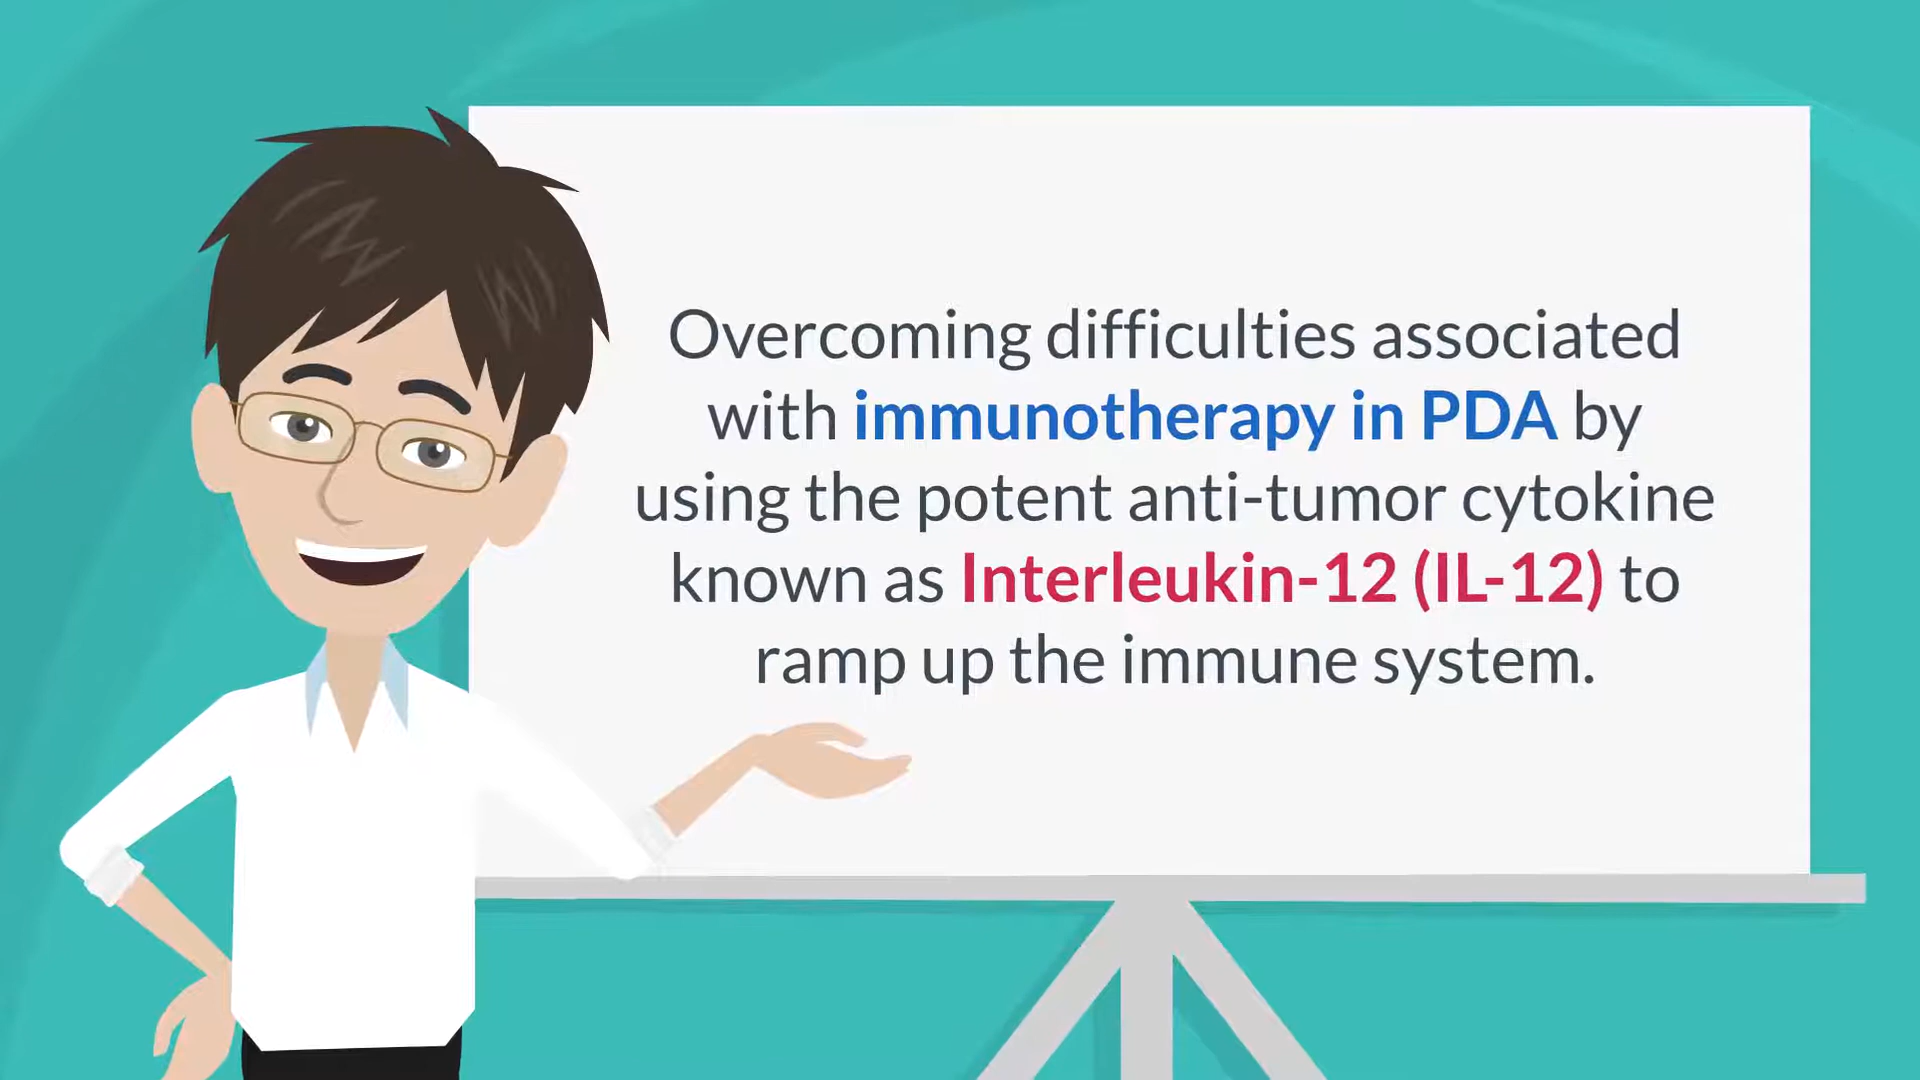 Overcoming difficulties associated
with immunotherapy in PDA by
using the potent anti-tumor cytokine
known as Interleukin-12 (IL-12) to
ramp up the immune system.